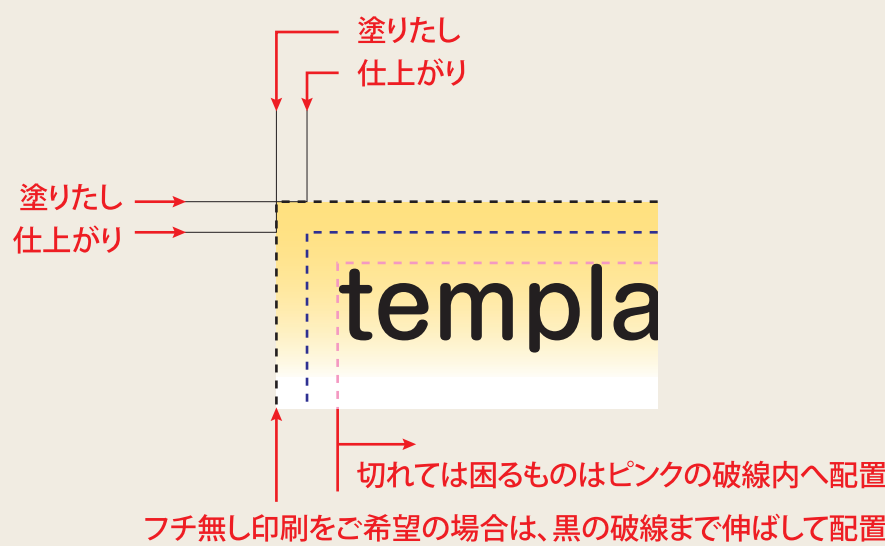 塗りたし
仕上がり
塗りたし
仕上がり
templa
切れては困るものはピンクの破線内へ配置
フチ無し印刷をご希望の場合は、黒の破線まで伸ばして配置